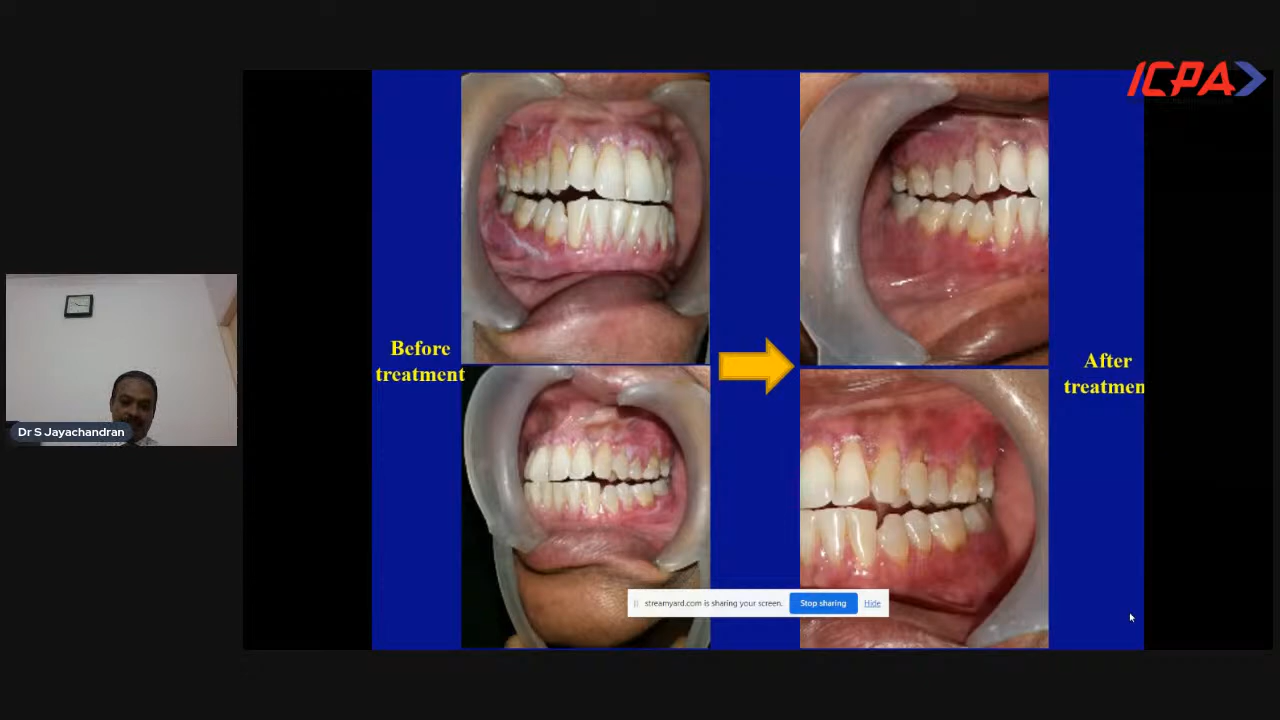 ICPA
Before
treatment
After
treatmen
Dr S Jayachandran
streamyard.com is sharing your screen.
Stop sharing
Hide